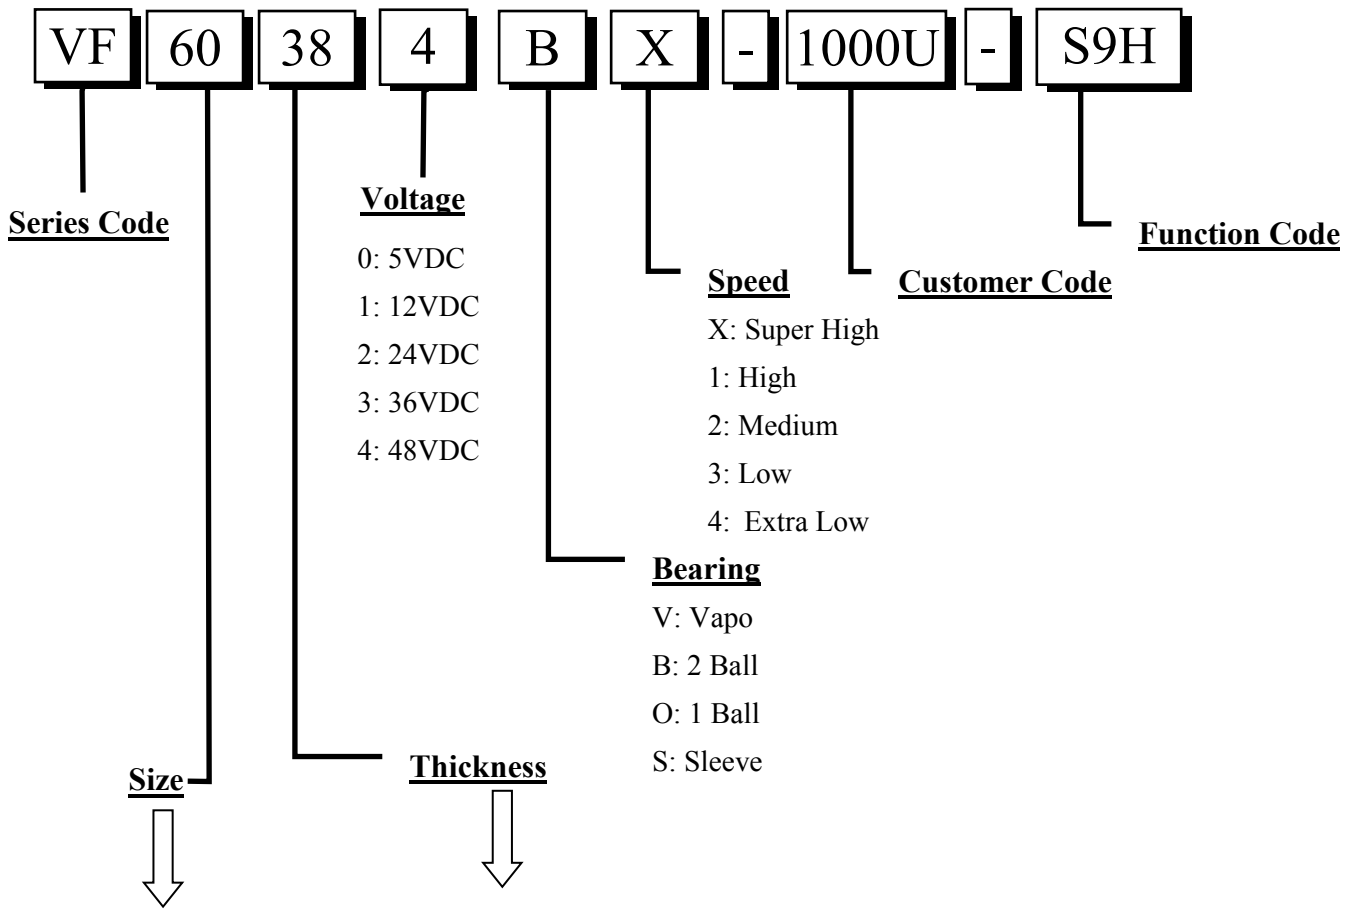 VF 60 38 4 B X - 1000U - S9H
Series Code
Voltage
0: 5VDC
1: 12VDC
2: 24VDC
3: 36VDC
4: 48VDC
Function Code
Customer Code
Speed
X: Super High
1: High
2: Medium
3: Low
4: Extra Low
Bearing
V: Vapo
B: 2 Ball
O: 1 Ball
S: Sleeve
Thickness
Size